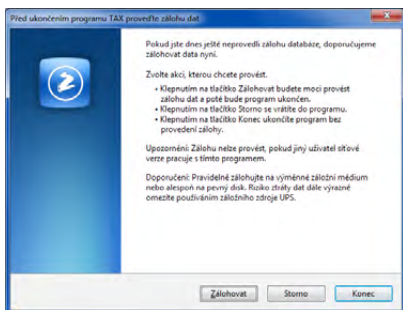 Před ukončením programu TAX proveďte zálohu dat
Pokud jste dnes ještě neprovedli zálohu databáze, doporučujeme
zálohovat data nyní.
Zvolte akci, kterou chcete provést.
• Klepnutím na tlačítko Zálohovat budete moci provést
zálohu dat a poté bude program ukončen.
• Klepnutím na tlačítko Storno se vrátíte do programu.
• Klepnutím na tlačítko Konec ukončíte program bez
provedení zálohy.
Upozornění: Zálohu nelze provést, pokud jiný uživatel síťové
verze pracuje s tímto programem.
Doporučení: Pravidelně zálohujte na výměnné záložní médium
nebo alespoň na pevný disk. Riziko ztráty dat dále výrazně
omezíte používáním záložního zdroje UPS.
Zálohovat Storno Konec